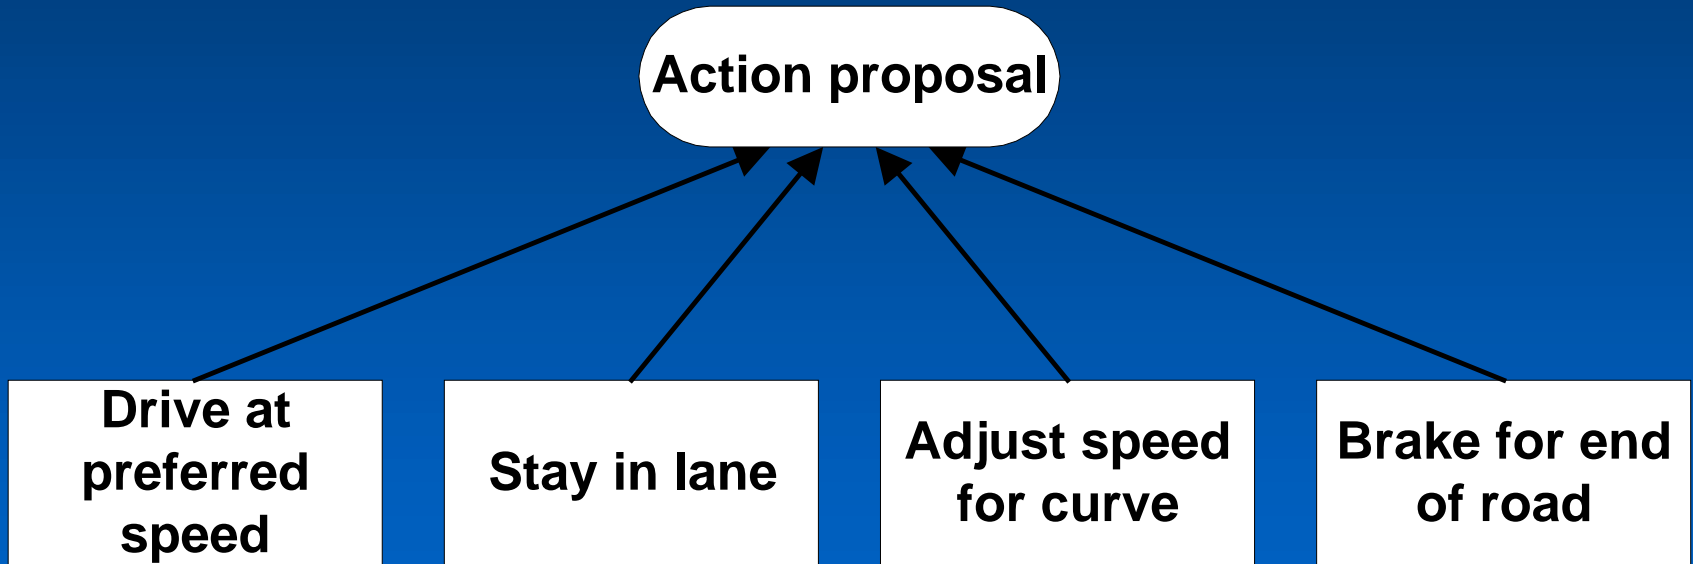 Action proposal
Drive at
preferred
speed
Stay in lane
Adjust speed
for curve
Brake for end
of road